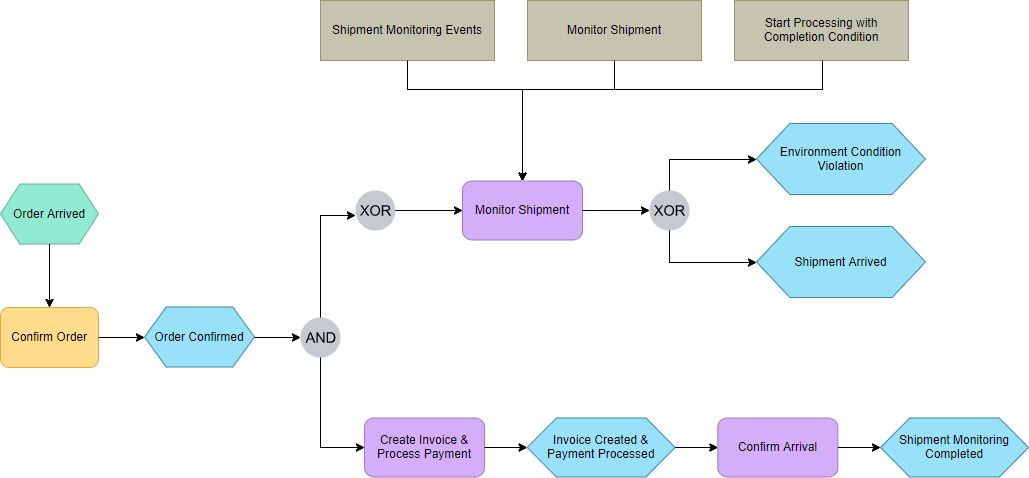 Shipment Monitoring Events
Monitor Shipment
Start Processing with
Completion Condition
Environment Condition
Violation
Order Arrived
XOR
Monitor Shipment
XOR
Shipment Arrived
Confirm Order
Order Confirmed
AND
Create Invoice &
Process Payment
Invoice Created &
Payment Processed
Confirm Arrival
Shipment Monitoring
Completed